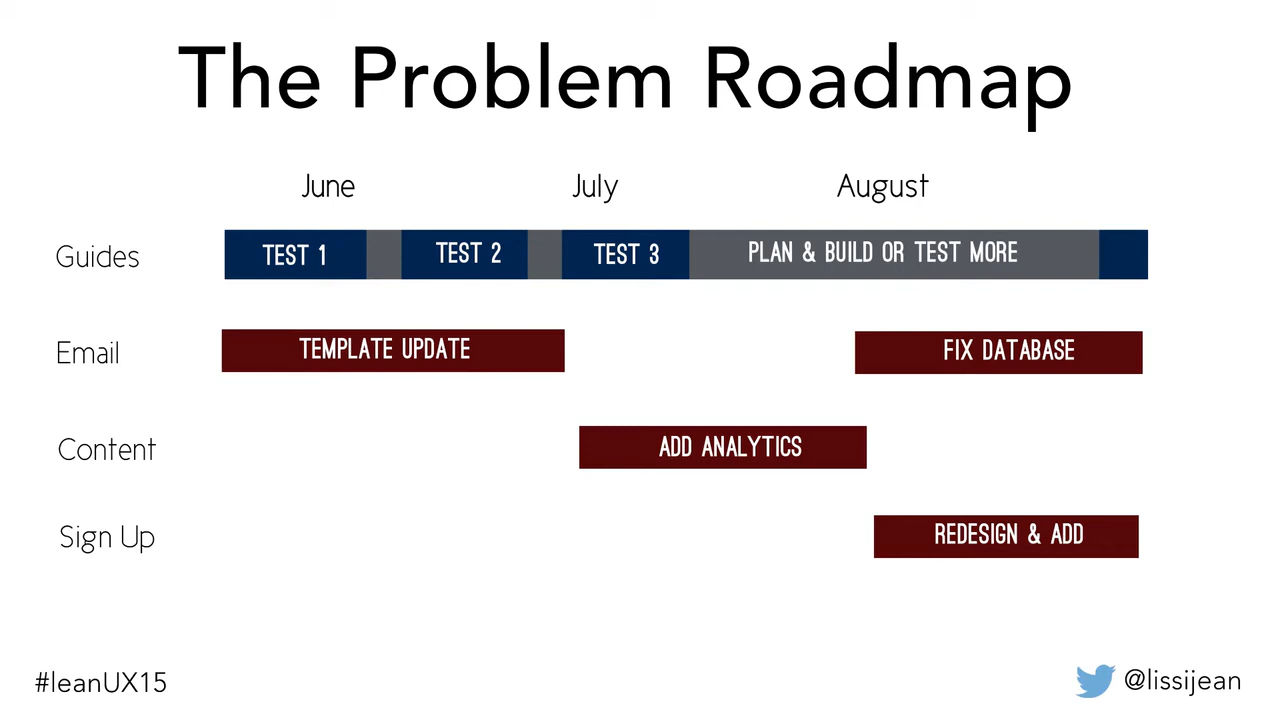 The Problem Roadmap
June July August
Guides TEST 1 TEST 2 TEST 3 PLAN & BUILD OR TEST MORE
Email TEMPLATE UPDATE FIX DATABASE
Content ADD ANALYTICS
Sign Up REDESIGN & ADD
#leanUX15 @lissijean